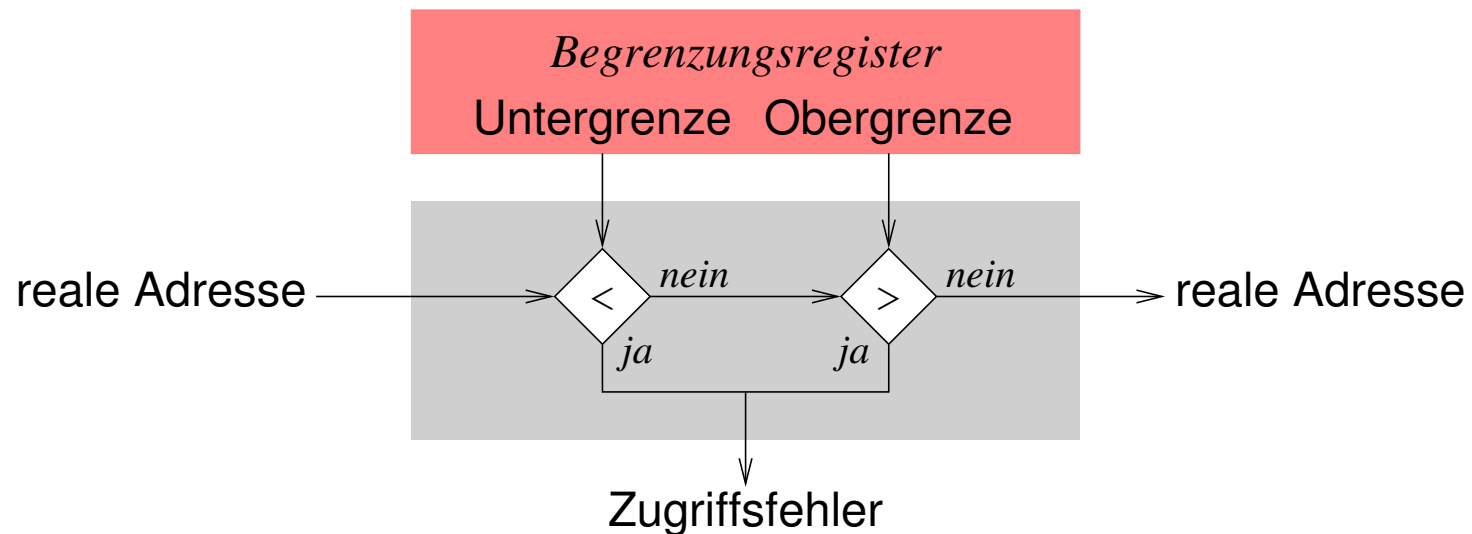 Begrenzungsregister
Untergrenze Obergrenze
reale Adresse < nein > nein reale Adresse
ja ja
Zugriffsfehler